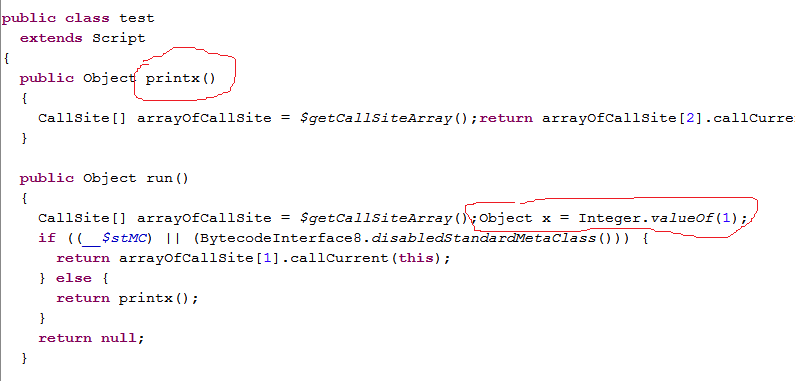 public class test
extends Script
{
public Object printx()
{
CallSite[] arrayOfCallSite = $getCallSiteArray();return arrayOfCallSite[2].callCurre
}
public Object run()
{
CallSite[] arrayOfCallSite = $getCallSiteArray();Object x = Integer.valueOf(1);
if ((__$stMC) || (BytecodeInterface8.disabledStandardMetaClass())) {
return arrayOfCallSite[1].callCurrent(this);
} else {
return printx();
}
return null;
}